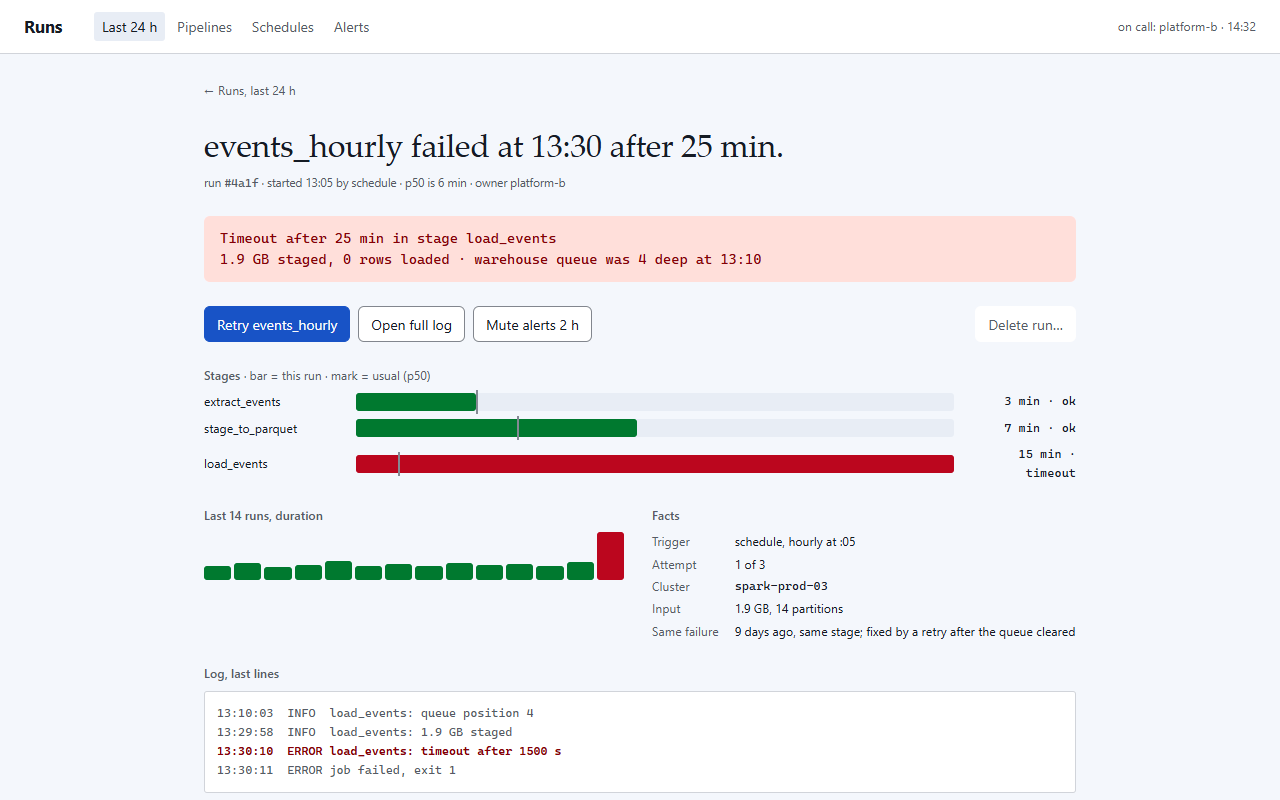 Runs
Last 24 h
Pipelines
Schedules
Alerts
on call: platform-b · 14:32
← Runs, last 24 h
events_hourly failed at 13:30 after 25 min.
run #4a1f · started 13:05 by schedule · p50 is 6 min · owner platform-b
Timeout after 25 min in stage load_events
1.9 GB staged, 0 rows loaded · warehouse queue was 4 deep at 13:10
Retry events_hourly
Open full log
Mute alerts 2 h
Delete run…
Stages · bar = this run · mark = usual (p50)
extract_events
3 min · ok
stage_to_parquet
7 min · ok
load_events
15 min ·
timeout
Last 14 runs, duration
Facts
Trigger
schedule, hourly at :05
Attempt
1 of 3
Cluster
spark-prod-03
Input
1.9 GB, 14 partitions
Same failure
9 days ago, same stage; fixed by a retry after the queue cleared
Log, last lines
13:10:03 INFO load_events: queue position 4
13:29:58 INFO load_events: 1.9 GB staged
13:30:10 ERROR load_events: timeout after 1500 s
13:30:11 ERROR job failed, exit 1